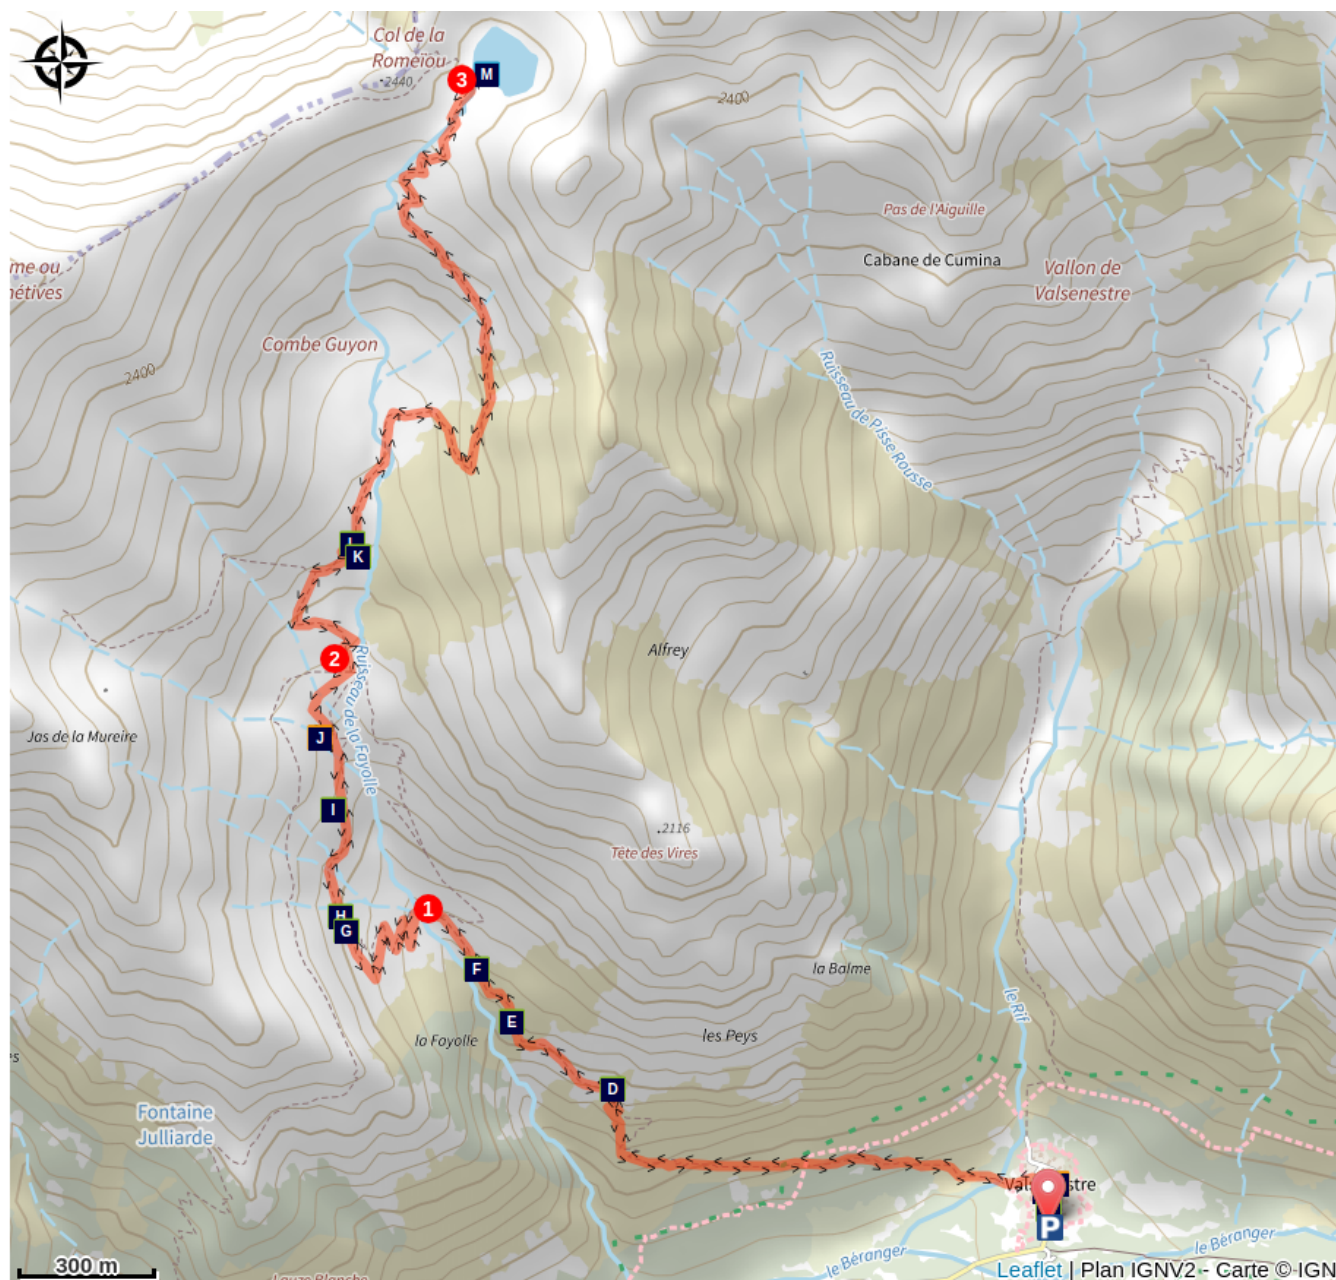 Col de la
Roméïou
2440
3
M
2400
Pas de l'Aiguille
Cabane de Cumina
Vallon de
Valsenestre
me ou
nétives
Combe Guyon
2400
Ruisseau de Pisse Rousse
L
K
Alfrey
2
Ruisseau de la Fayolle
Jas de la Mureire
J
I
2116
Tête des Vires
1
H
G
F
la Balme
le Rif
E
la Fayolle
les Peys
es
D
Fontaine
Julliarde
P
le Béranger
le Béranger
300 m
Leaflet | Plan IGNV2 - Carte © IGN